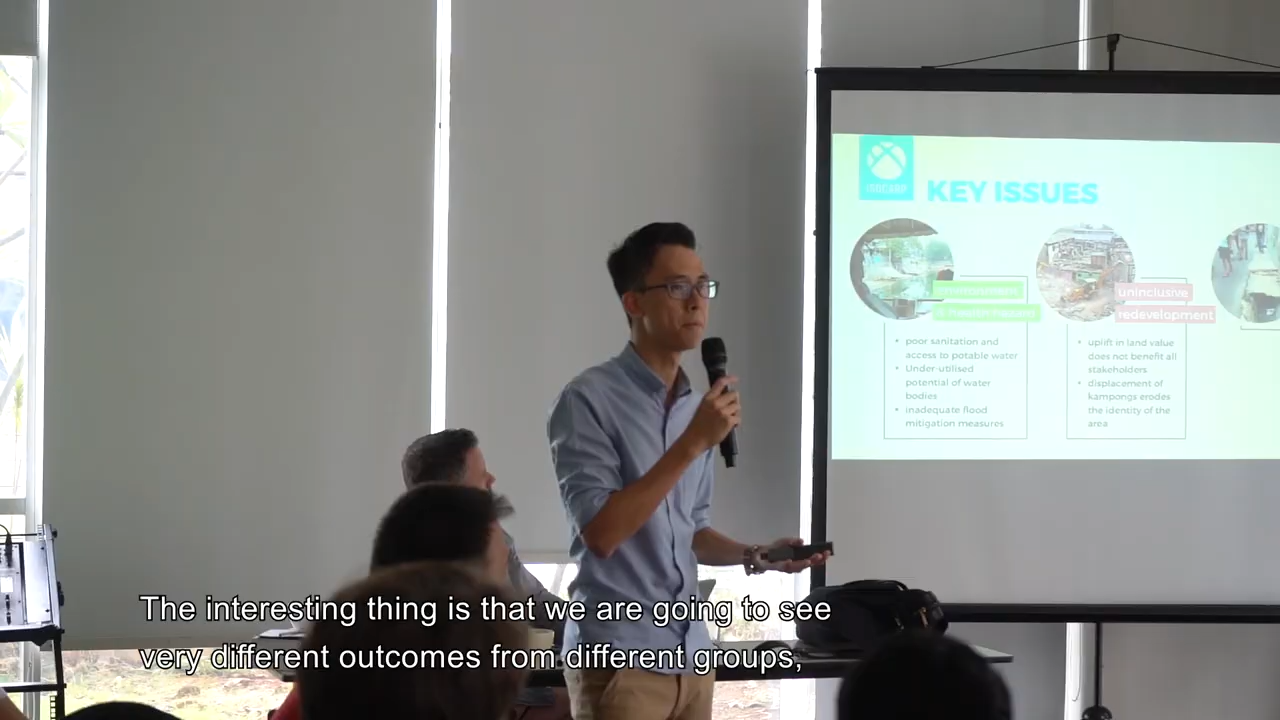 ISOCARP
KEY ISSUES
uninclusive
redevelopment
• poor sanitation and
access to potable water
• Under-utilised
potential of water
bodies
• inadequate flood
mitigation measures
• uplift in land value
does not benefit all
stakeholders
• displacement of
kampongs erodes
the identity of the
area
The interesting thing is that we are going to see
very different outcomes from different groups,